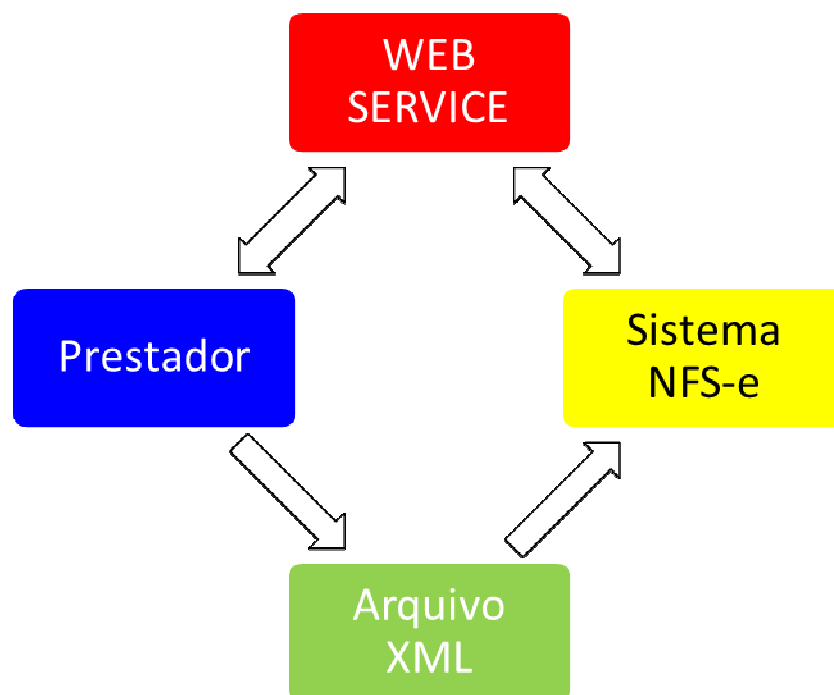 WEB
SERVICE
Prestador
Sistema
NFS-e
Arquivo
XML